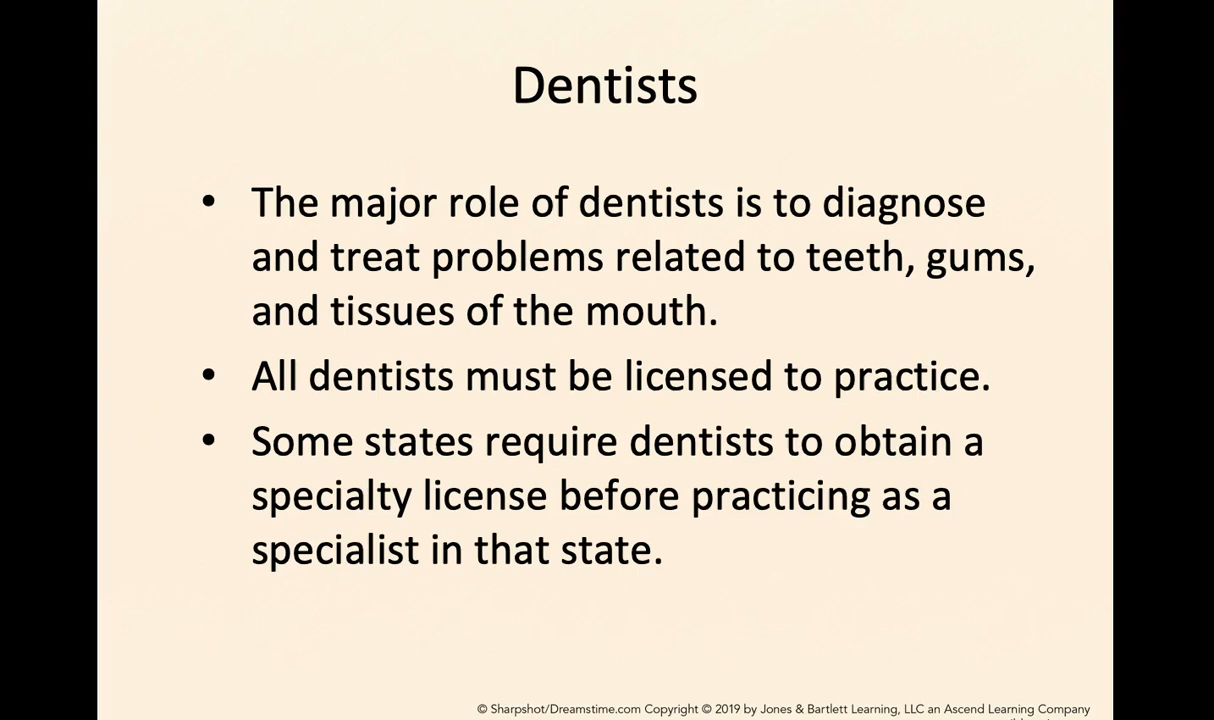 Dentists
• The major role of dentists is to diagnose
and treat problems related to teeth, gums,
and tissues of the mouth.
• All dentists must be licensed to practice.
• Some states require dentists to obtain a
specialty license before practicing as a
specialist in that state.
© Sharpshot/Dreamstime.com Copyright © 2019 by Jones & Bartlett Learning, LLC an Ascend Learning Company